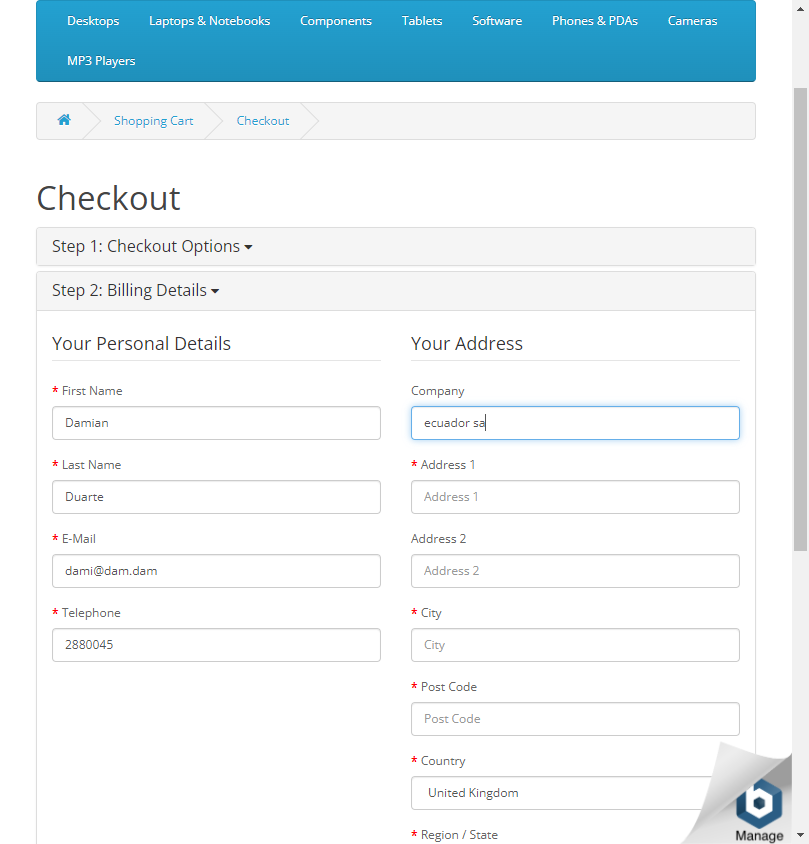 Desktops Laptops & Notebooks Components Tablets Software Phones & PDAs Cameras
MP3 Players
Shopping Cart Checkout
Checkout
Step 1: Checkout Options
Step 2: Billing Details
Your Personal Details
* First Name
Damian
* Last Name
Duarte
* E-Mail
dami@dam.dam
* Telephone
2880045
Your Address
Company
ecuador sa
* Address 1
Address 1
Address 2
Address 2
* City
City
* Post Code
Post Code
* Country
United Kingdom
* Region / State
b
Manage